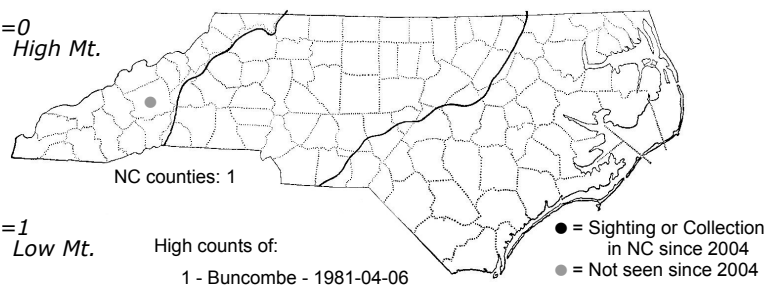 =0
High Mt.
NC counties: 1
=1
Low Mt.
High counts of:
1 - Buncombe - 1981-04-06
● = Sighting or Collection
in NC since 2004
● = Not seen since 2004